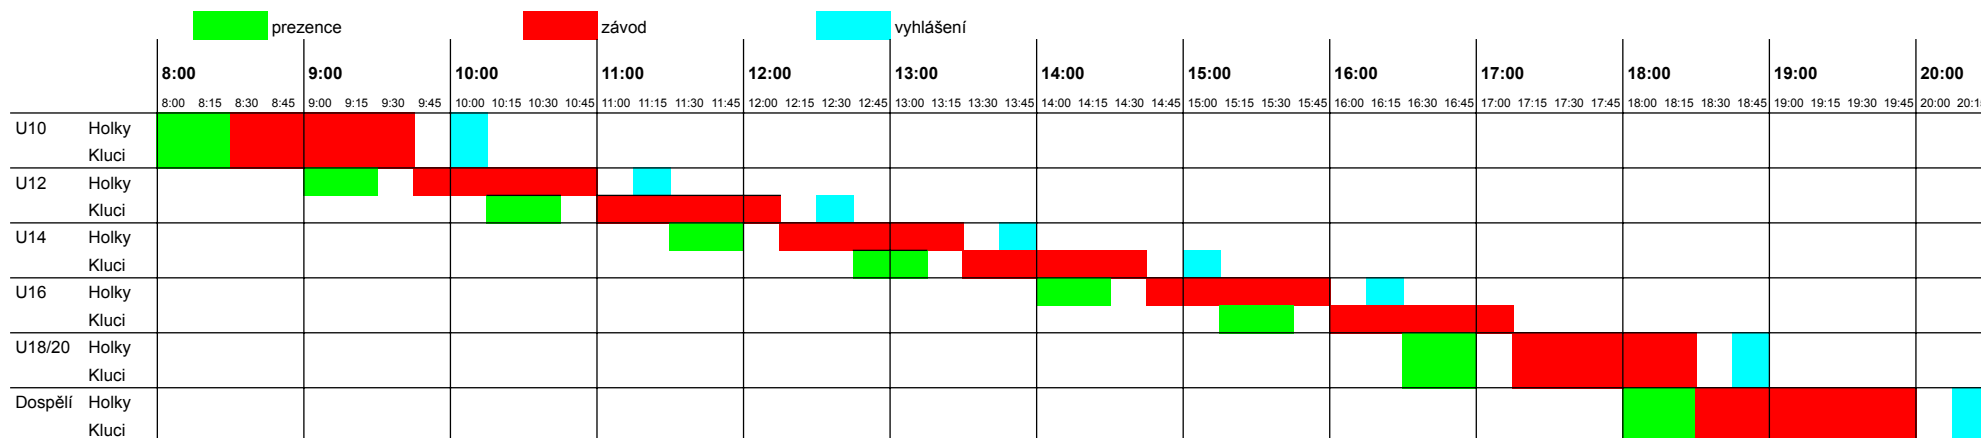 prezence závod vyhlášení
8:00 9:00 10:00 11:00 12:00 13:00 14:00 15:00 16:00 17:00 18:00 19:00 20:00
8:00 8:15 8:30 8:45 9:00 9:15 9:30 9:45 10:00 10:15 10:30 10:45 11:00 11:15 11:30 11:45 12:00 12:15 12:30 12:45 13:00 13:15 13:30 13:45 14:00 14:15 14:30 14:45 15:00 15:15 15:30 15:45 16:00 16:15 16:30 16:45 17:00 17:15 17:30 17:45 18:00 18:15 18:30 18:45 19:00 19:15 19:30 19:45 20:00 20:15
U10 Holky
Kluci
U12 Holky
Kluci
U14 Holky
Kluci
U16 Holky
Kluci
U18/20 Holky
Kluci
Dospělí Holky
Kluci